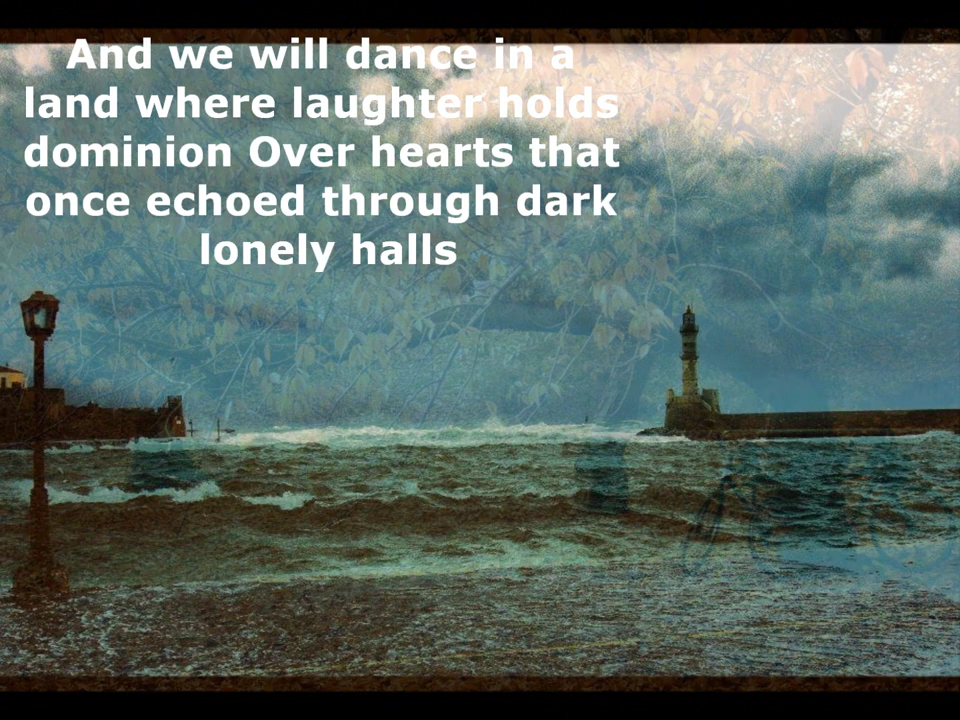 And we will dance in a
land where laughter holds
dominion Over hearts that
once echoed through dark
lonely halls